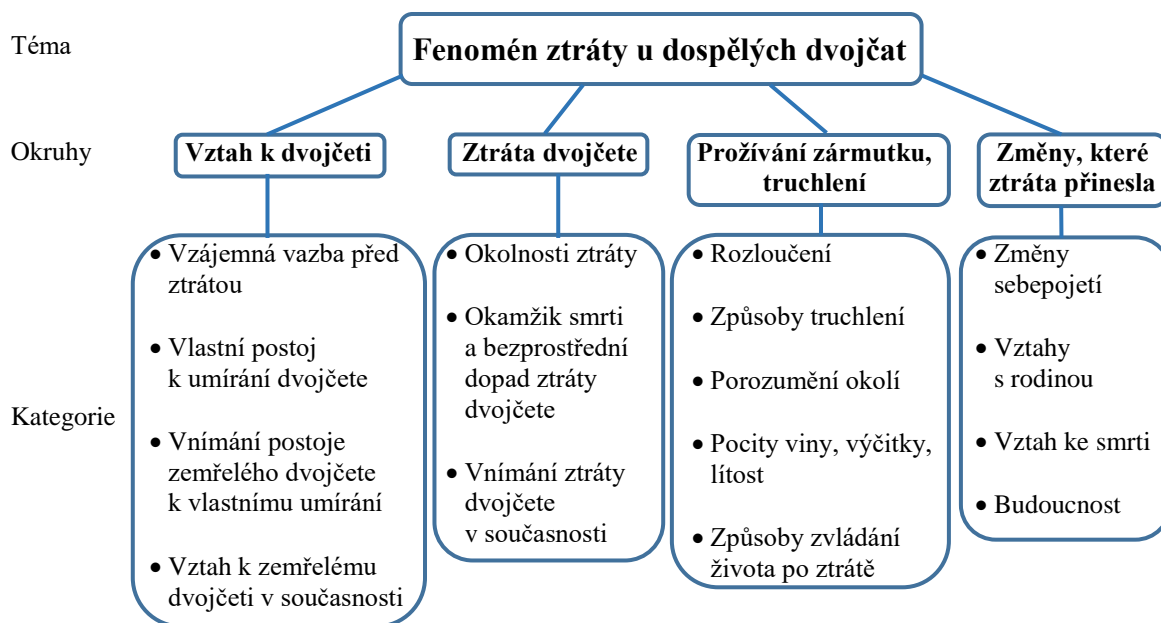 Téma
Fenomén ztráty u dospělých dvojčat
Okruhy
Vztah k dvojčeti
Ztráta dvojčete
Prožívání zármutku,
truchlení
Změny, které
ztráta přinesla
Kategorie
• Vzájemná vazba před
ztrátou
• Vlastní postoj
k umírání dvojčete
• Vnímání postoje
zemřelého dvojčete
k vlastnímu umírání
• Vztah k zemřelému
dvojčeti v současnosti
• Okolnosti ztráty
• Okamžik smrti
a bezprostřední
dopad ztráty
dvojčete
• Vnímání ztráty
dvojčete
v současnosti
• Rozloučení
• Způsoby truchlení
• Porozumění okolí
• Pocity viny, výčitky,
lítost
• Způsoby zvládání
života po ztrátě
• Změny
sebepojetí
• Vztahy
s rodinou
• Vztah ke smrti
• Budoucnost